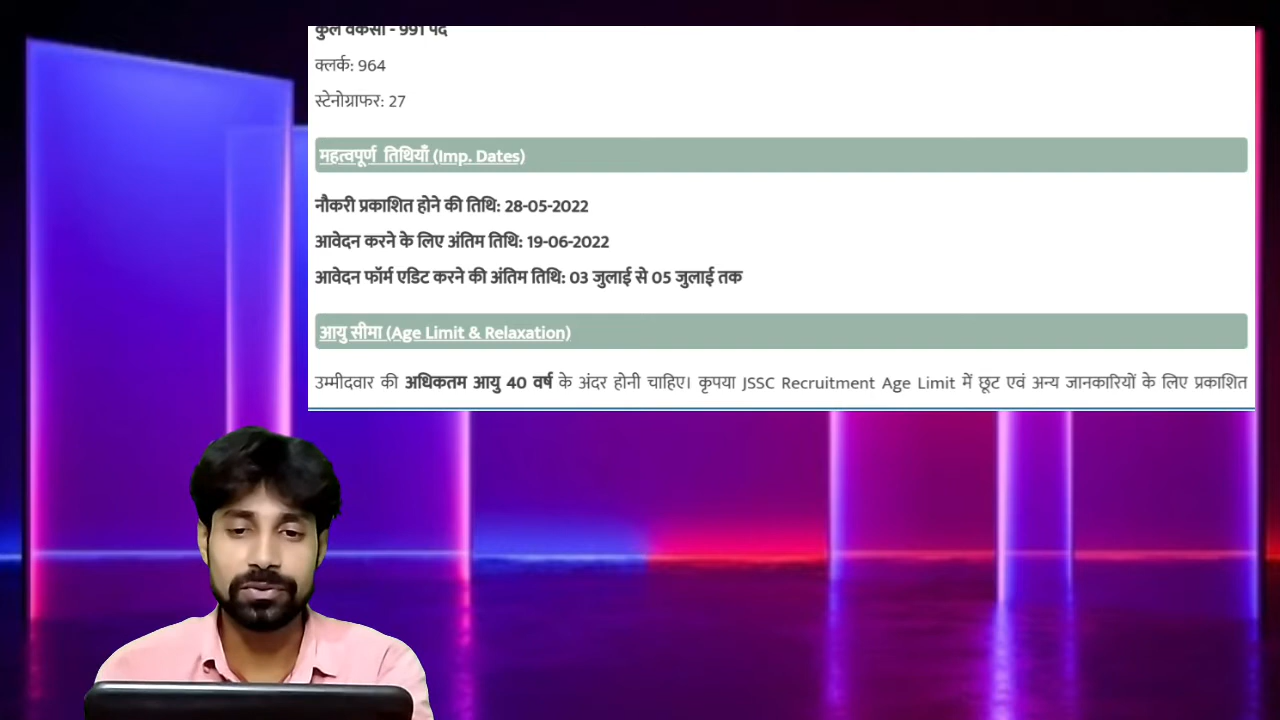 कुल वैकेंसी - 991 पद
क्लर्क: 964
स्टेनोग्राफर: 27
महत्वपूर्ण तिथियाँ (Imp. Dates)
नौकरी प्रकाशित होने की तिथि: 28-05-2022
आवेदन करने के लिए अंतिम तिथि: 19-06-2022
आवेदन फॉर्म एडिट करने की अंतिम तिथि: 03 जुलाई से 05 जुलाई तक
आयु सीमा (Age Limit & Relaxation)
उम्मीदवार की अधिकतम आयु 40 वर्ष के अंदर होनी चाहिए। कृपया JSSC Recruitment Age Limit में छूट एवं अन्य जानकारियों के लिए प्रकाशित